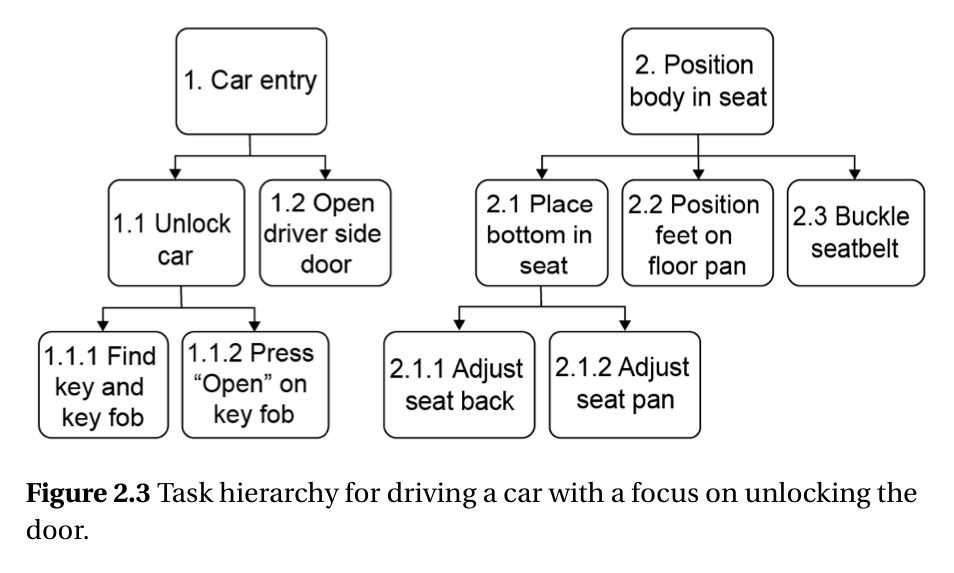 1. Car entry
2. Position
body in seat
1.1 Unlock
car
1.2 Open
driver side
door
2.1 Place
bottom in
seat
2.2 Position
feet on
floor pan
2.3 Buckle
seatbelt
1.1.1 Find
key and
key fob
1.1.2 Press
“Open” on
key fob
2.1.1 Adjust
seat back
2.1.2 Adjust
seat pan
Figure 2.3 Task hierarchy for driving a car with a focus on unlocking the
door.